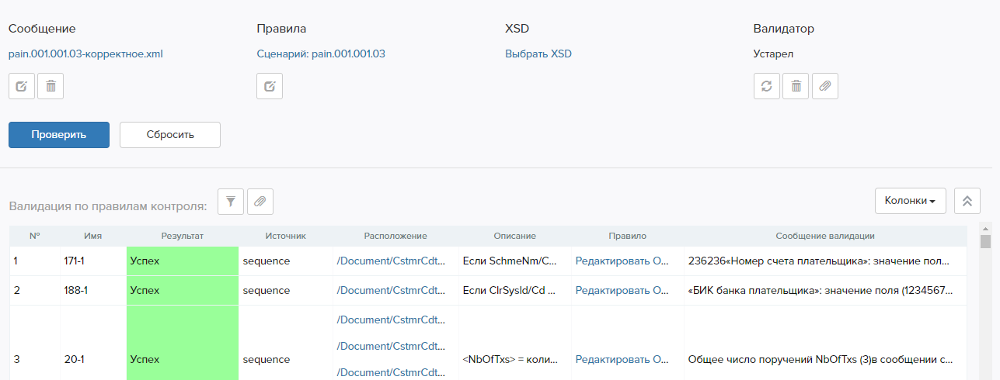 Сообщение Правила XSD Валидатор
pain.001.001.03-корректное.xml Сценарий: pain.001.001.03 Выбрать XSD Устарел
Проверить Сбросить
Валидация по правилам контроля: Колонки
№ Имя Результат Источник Расположение Описание Правило Сообщение валидации
1 171-1 Успех sequence /Document/CstmrCdt... Если SchmeNm/C... Редактировать О... 236236«Номер счета плательщика»: значение пол...
2 188-1 Успех sequence /Document/CstmrCdt... Если ClrSysId/Cd ... Редактировать О... «БИК банка плательщика»: значение поля (1234567...
/Document/CstmrCdt...
/Document/CstmrCdt...
3 20-1 Успех sequence <NbOfTxs> = коли... Редактировать О... Общее число поручений NbOfTxs (3)в сообщении с...
/Document/CstmrCdt...